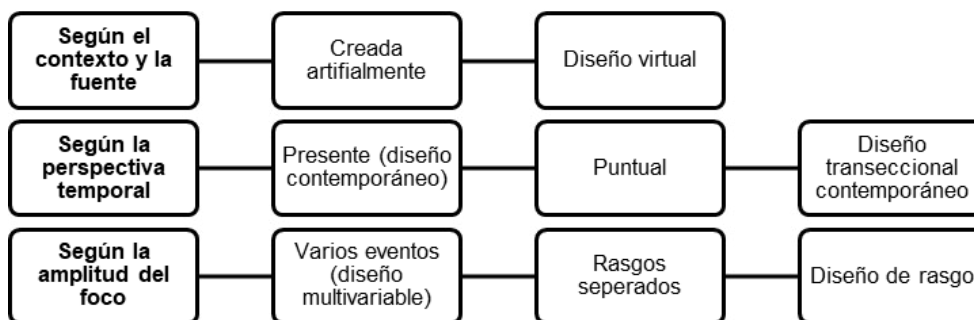 Según el
contexto y la
fuente
Creada
artifialmente
Diseño virtual
Según la
perspectiva
temporal
Presente (diseño
contemporáneo)
Puntual
Diseño
transeccional
contemporáneo
Según la
amplitud del
foco
Varios eventos
(diseño
multivariable)
Rasgos
seperados
Diseño de rasgo